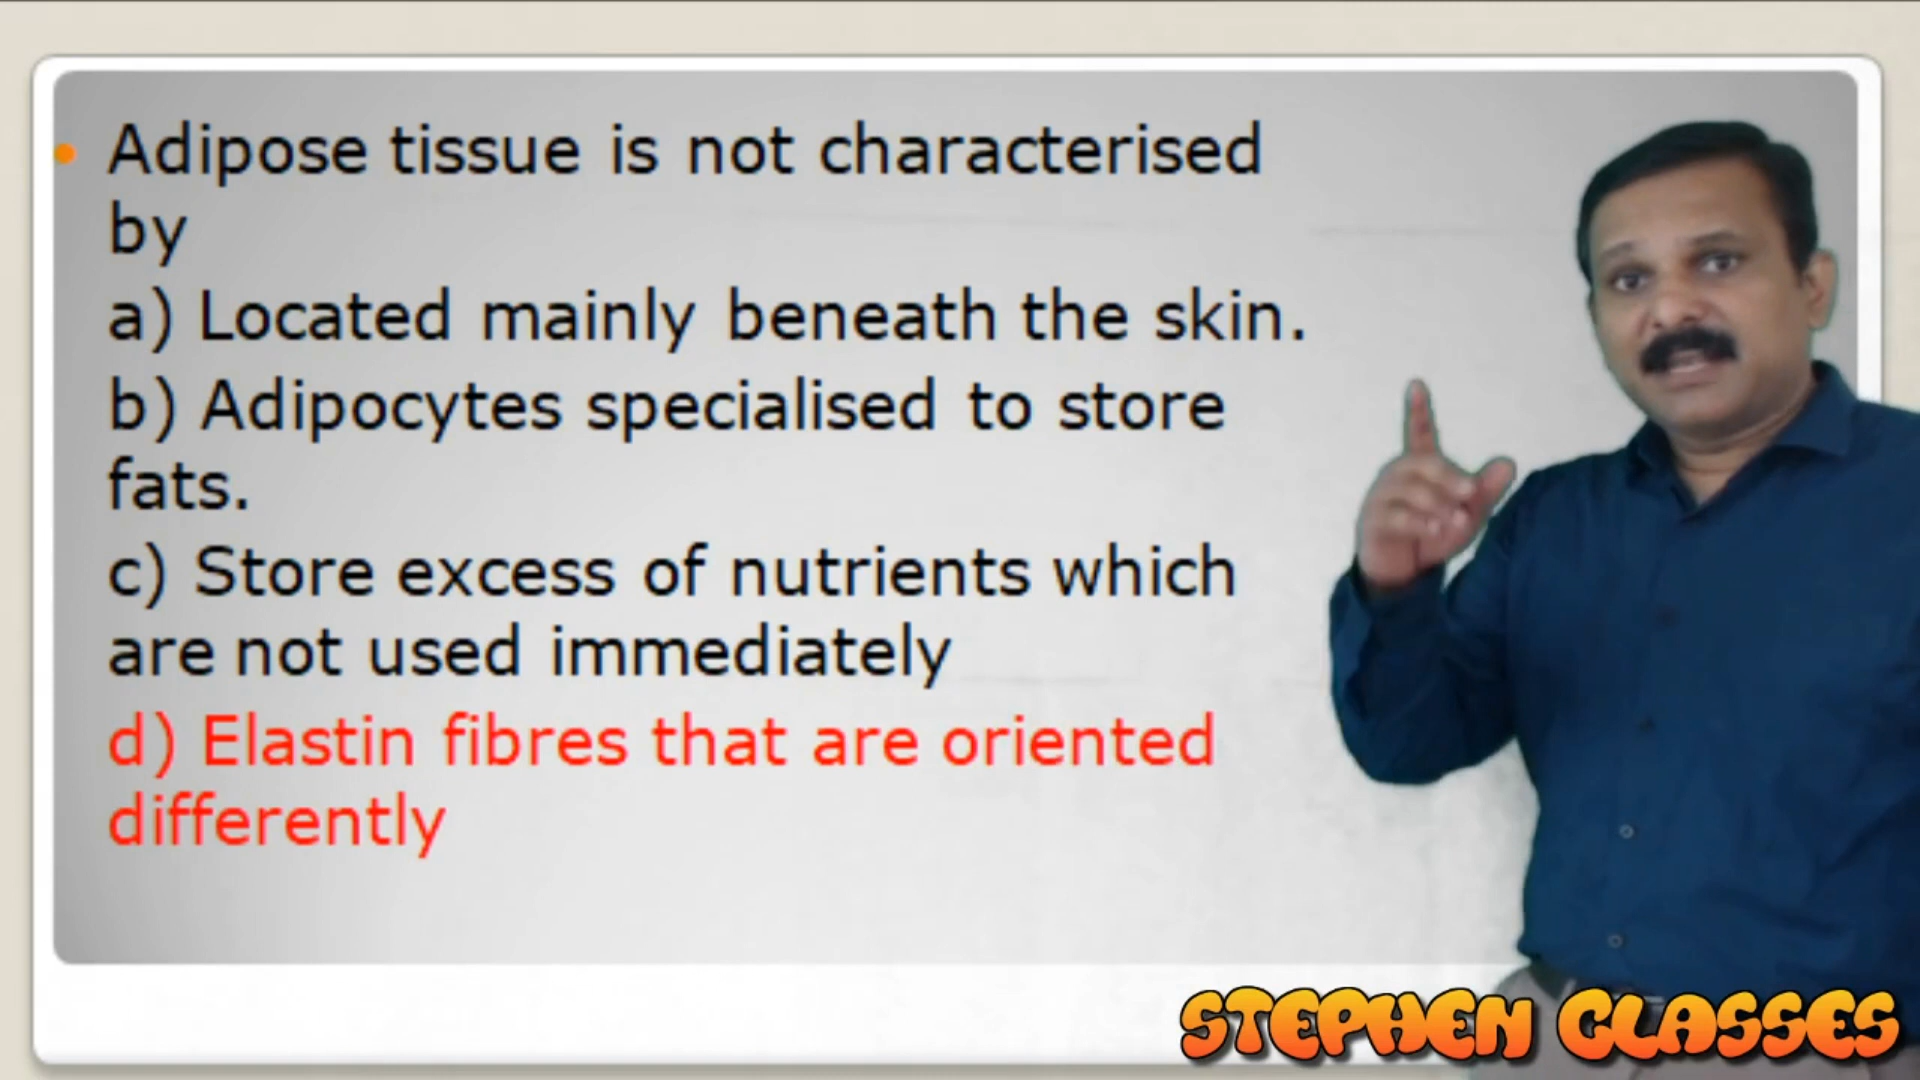 Adipose tissue is not characterised
by
a) Located mainly beneath the skin.
b) Adipocytes specialised to store
fats.
c) Store excess of nutrients which
are not used immediately
d) Elastin fibres that are oriented
differently
STEPHEN CLASSES